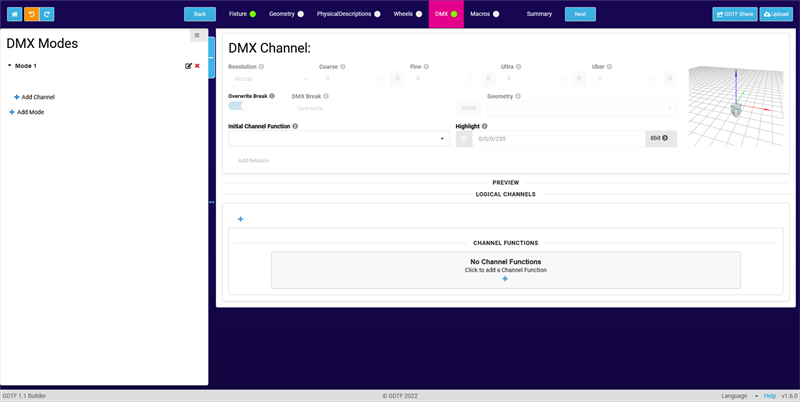 Back
Fixture
Geometry
PhysicalDescriptions
Wheels
DMX
Macros
Summary
Next
GDTF Share
Upload
DMX Modes
Mode 1
Add Channel
Add Mode
DMX Channel:
Resolution
Coarse
Fine
Ultra
Uber
Virtual
0
0
0
0
Overwrite Break
DMX Break
Geometry
Overwrite
Break
Initial Channel Function
Highlight
0/0/0/255
8bit
Add Relation
PREVIEW
LOGICAL CHANNELS
CHANNEL FUNCTIONS
No Channel Functions
Click to add a Channel Function
GDTF 1.1 Builder
© GDTF 2022
Language
Help
v1.6.0